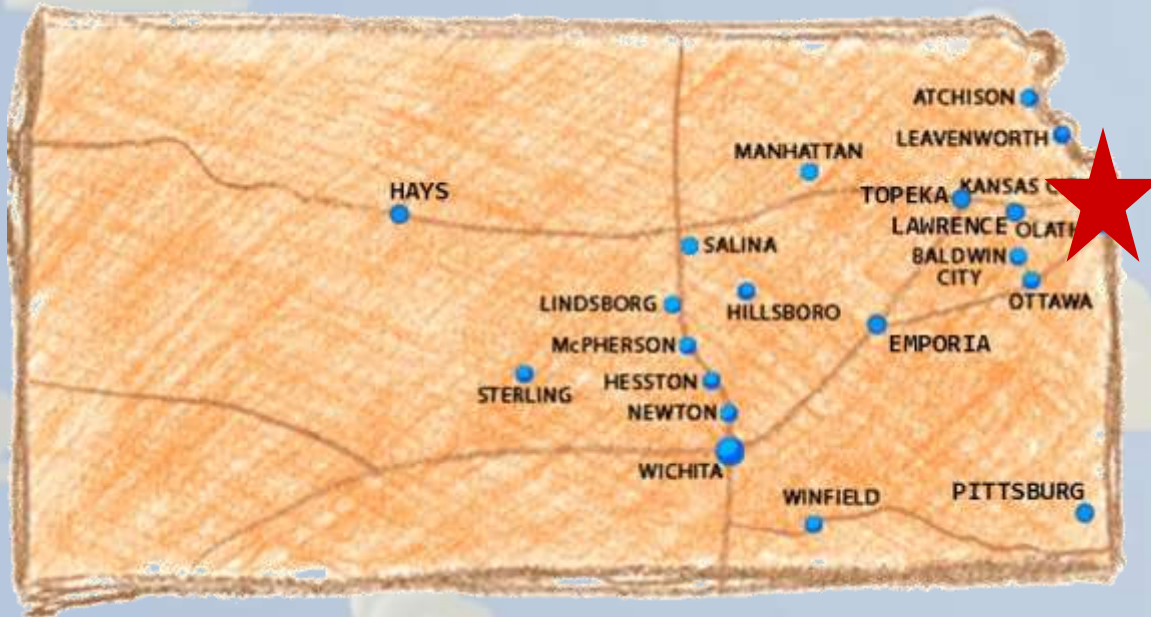 ATCHISON
LEAVENWORTH
MANHATTAN
HAYS
TOPEKA
KANSAS
LAWRENCE
SALINA
BALDWIN
CITY
LINDSBORG
HILLSBORO
OTTAWA
McPHERSON
EMPORIA
STERLING
HESSTON
NEWTON
WICHITA
WINFIELD
PITTSBURG